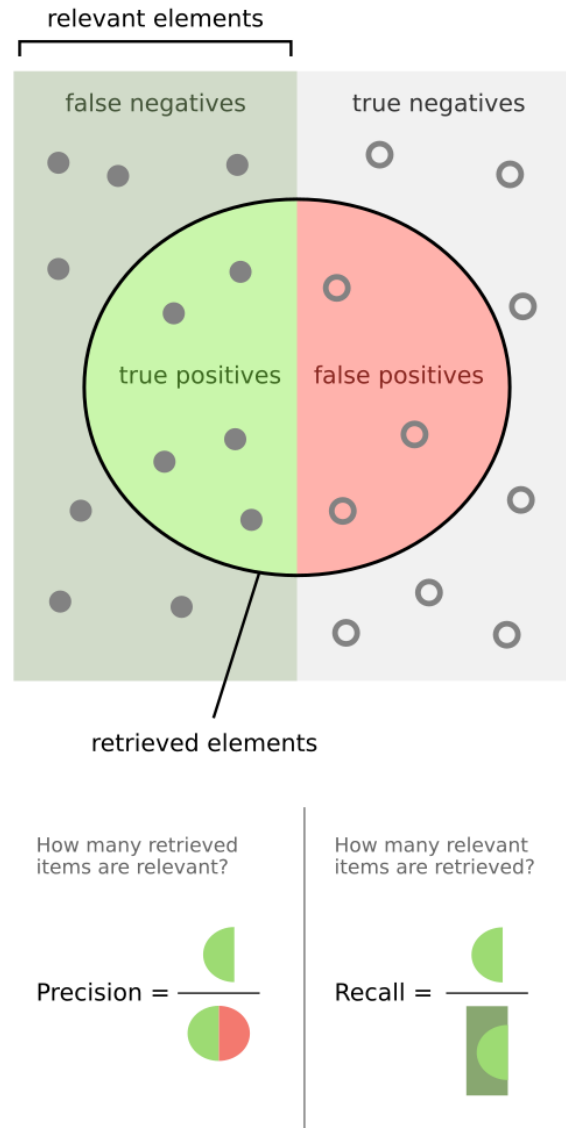 relevant elements
false negatives
true negatives
true positives
false positives
retrieved elements
How many retrieved
items are relevant?
Precision =
How many relevant
items are retrieved?
Recall =